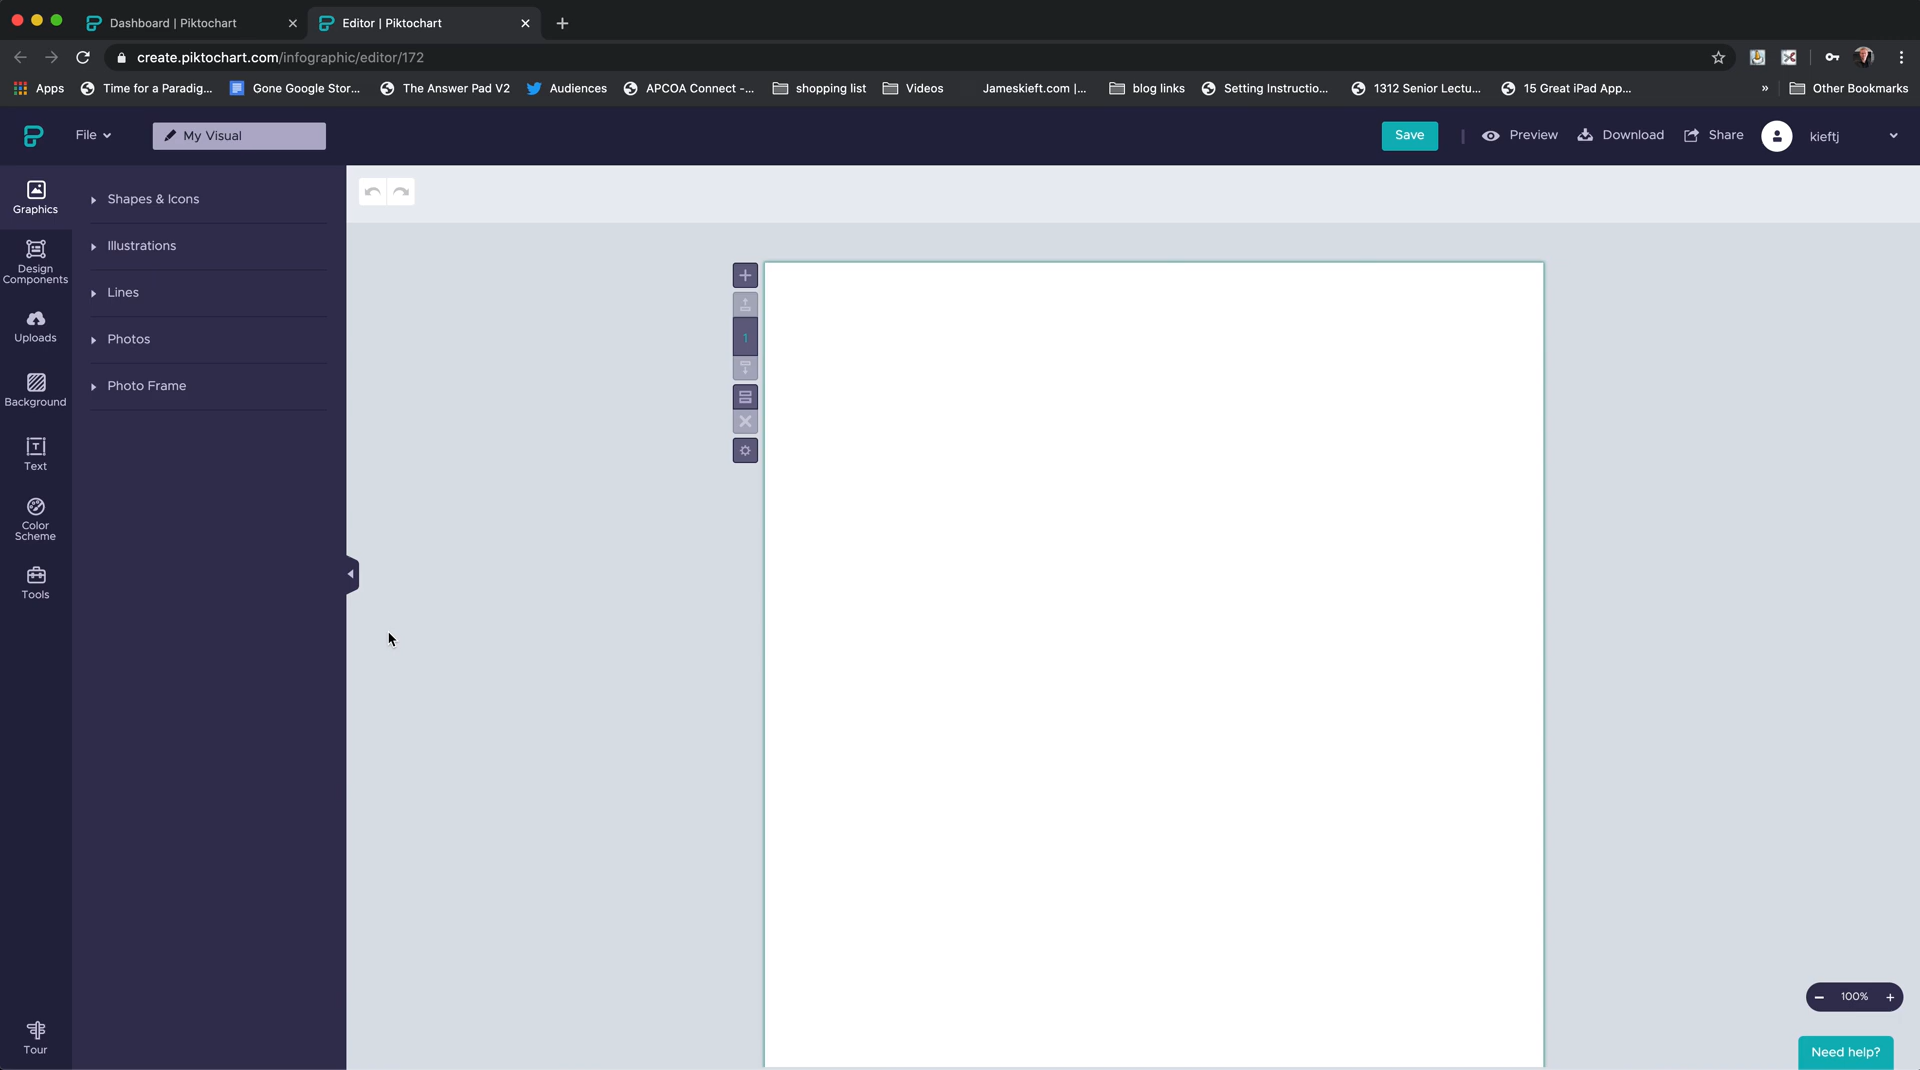 Dashboard | Piktochart
Editor | Piktochart
create.piktochart.com/infographic/editor/172
Apps
Time for a Paradig...
Gone Google Stor...
The Answer Pad V2
Audiences
APCOA Connect -...
shopping list
Videos
Jameskieft.com |...
blog links
Setting Instructio...
1312 Senior Lectu...
15 Great iPad App...
»
Other Bookmarks
File
My Visual
Save
Preview
Download
Share
kieftj
Graphics
Design
Components
Uploads
Background
Text
Color
Scheme
Tools
Tour
Shapes & Icons
Illustrations
Lines
Photos
Photo Frame
1
100%
Need help?